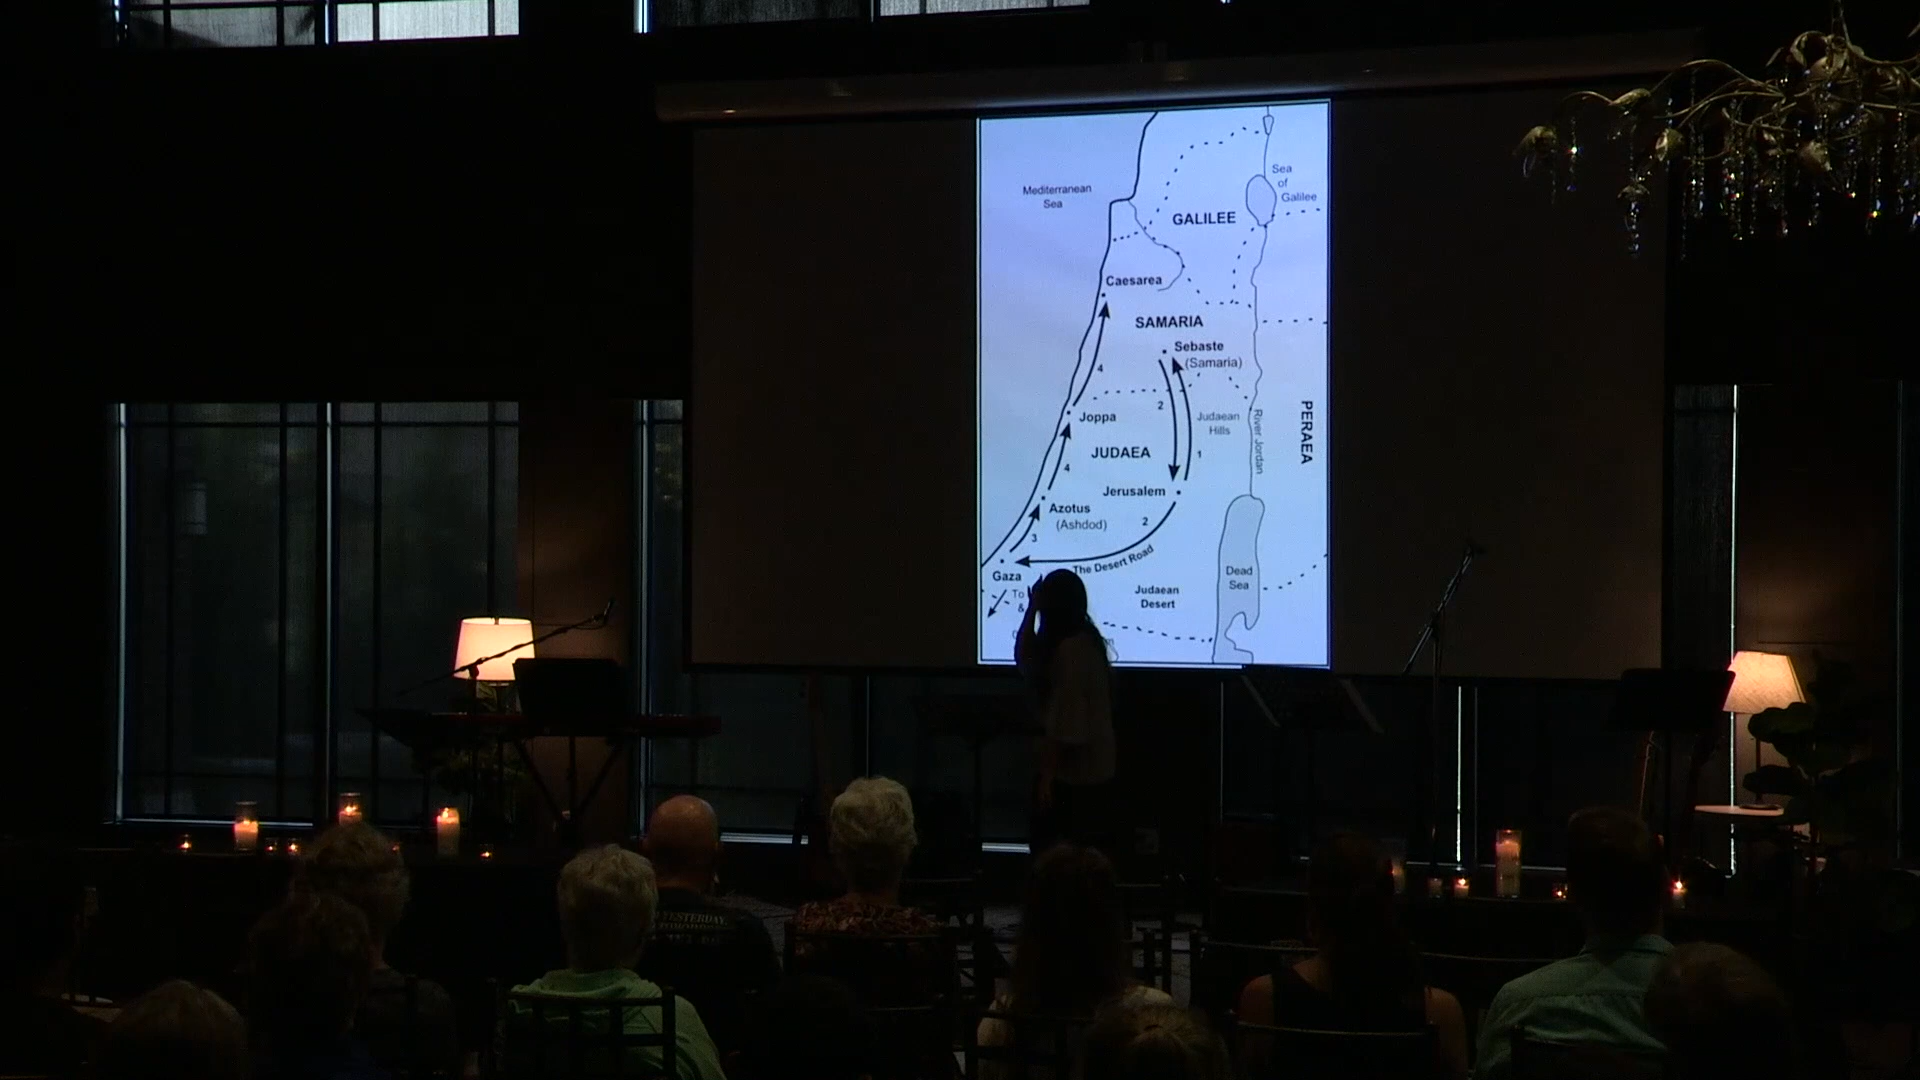 Mediterranean
Sea
Sea
of
Galilee
GALILEE
Caesarea
SAMARIA
Sebaste
(Samaria)
4
2
Judaean
Hills
Joppa
River Jordan
PERAEA
JUDAEA
1
4
Jerusalem
Azotus
(Ashdod)
2
3
The Desert Road
Gaza
Dead
Sea
To
&
Judaean
Desert
YESTERDAY,